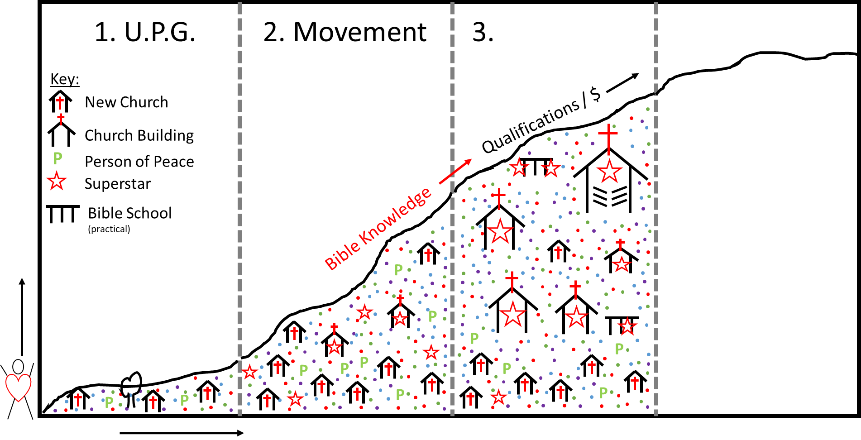 1. U.P.G.
2. Movement
3.
Key:
New Church
Church Building
P Person of Peace
Superstar
Bible School
(practical)
Bible Knowledge
Qualifications / $
P
P
P
P
P
P
P
P
P
P
P
P
P